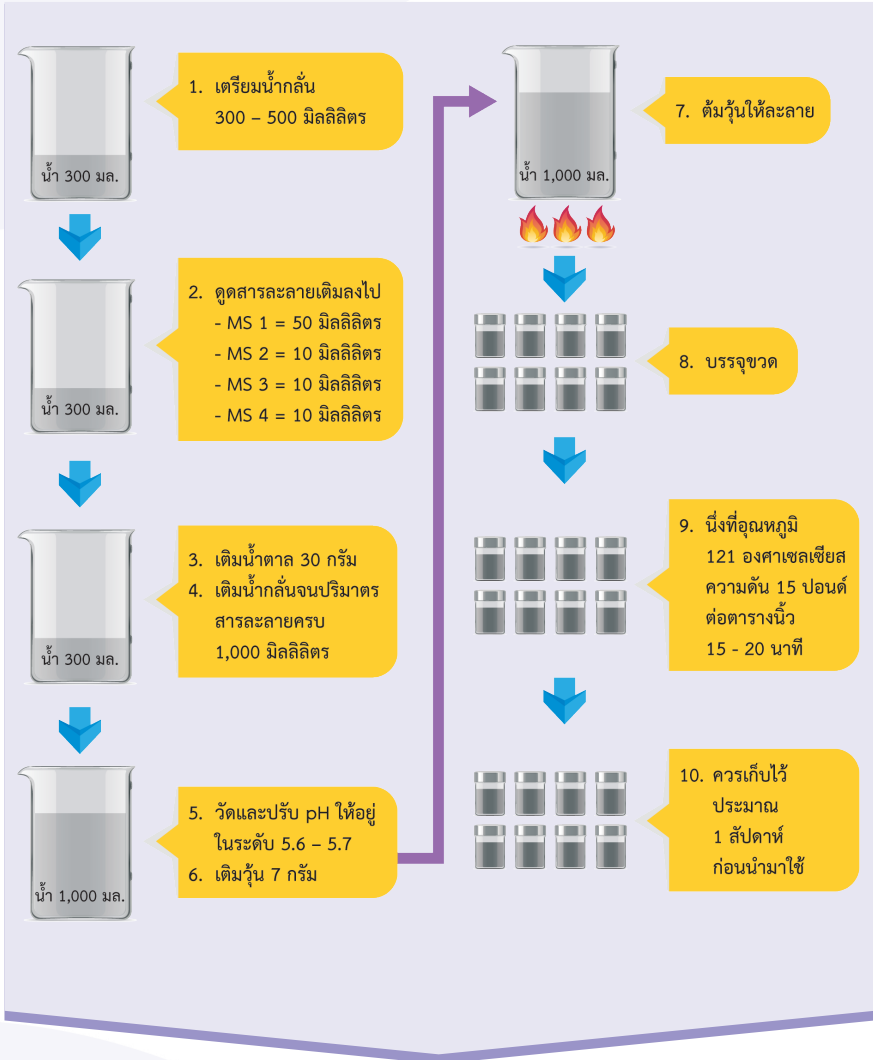 น้ำ 300 มล.
1. เตรียมน้ำกลั่น
300 – 500 มิลลิลิตร
น้ำ 300 มล.
2. ดูดสารละลายเติมลงไป
- MS 1 = 50 มิลลิลิตร
- MS 2 = 10 มิลลิลิตร
- MS 3 = 10 มิลลิลิตร
- MS 4 = 10 มิลลิลิตร
น้ำ 300 มล.
3. เติมน้ำตาล 30 กรัม
4. เติมน้ำกลั่นจนปริมาตร
สารละลายครบ
1,000 มิลลิลิตร
น้ำ 1,000 มล.
5. วัดและปรับ pH ให้อยู่
ในระดับ 5.6 – 5.7
6. เติมวุ้น 7 กรัม
น้ำ 1,000 มล.
7. ต้มวุ้นให้ละลาย
8. บรรจุขวด
9. นึ่งที่อุณหภูมิ
121 องศาเซลเซียส
ความดัน 15 ปอนด์
ต่อตารางนิ้ว
15 - 20 นาที
10. ควรเก็บไว้
ประมาณ
1 สัปดาห์
ก่อนนำมาใช้